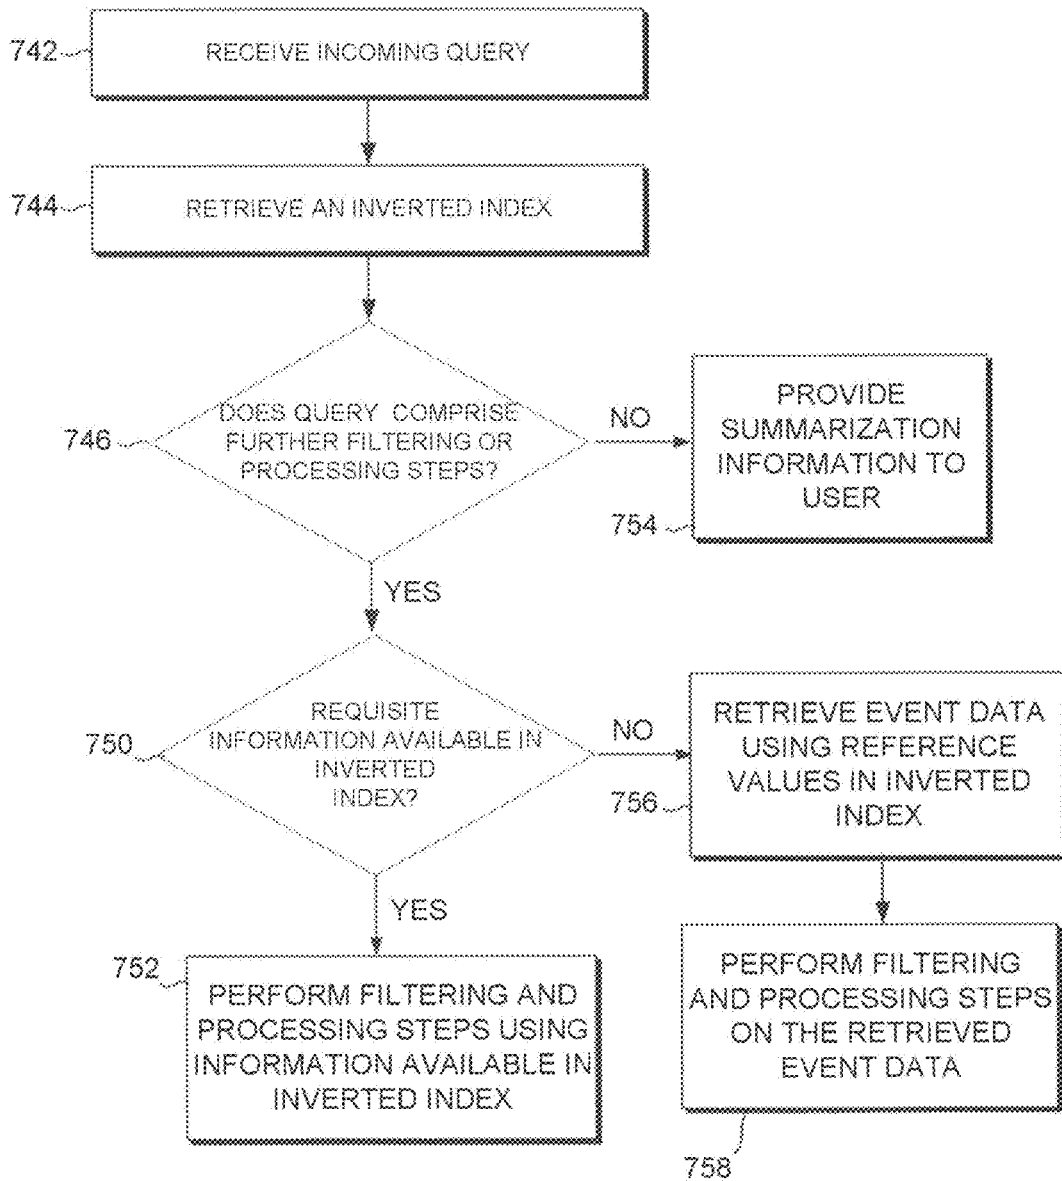 742
RECEIVE INCOMING QUERY
744
RETRIEVE AN INVERTED INDEX
746
DOES QUERY COMPRISE
FURTHER FILTERING OR
PROCESSING STEPS?
NO
PROVIDE
SUMMARIZATION
INFORMATION TO
USER
754
YES
750
REQUISITE
INFORMATION AVAILABLE IN
INVERTED
INDEX?
NO
RETRIEVE EVENT DATA
USING REFERENCE
VALUES IN INVERTED
INDEX
756
YES
752
PERFORM FILTERING AND
PROCESSING STEPS USING
INFORMATION AVAILABLE IN
INVERTED INDEX
PERFORM FILTERING
AND PROCESSING STEPS
ON THE RETRIEVED
EVENT DATA
758